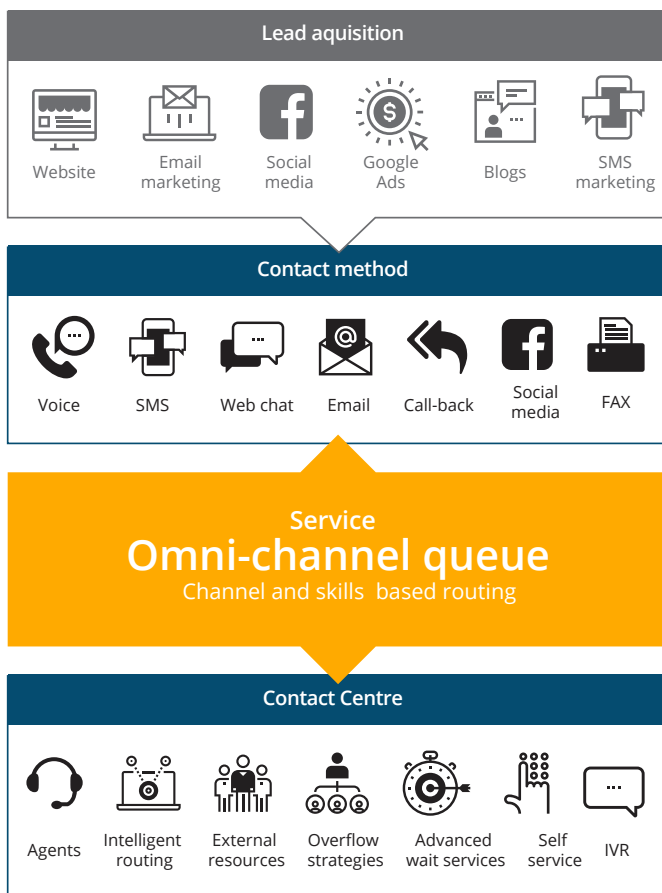 Lead aquisition
Website
Email
marketing
Social
media
Google
Ads
Blogs
SMS
marketing
Contact method
Voice
SMS
Web chat
Email
Call-back
Social
media
FAX
Service
Omni-channel queue
Channel and skills based routing
Contact Centre
Agents
Intelligent
routing
External
resources
Overflow
strategies
Advanced
wait services
Self
service
IVR